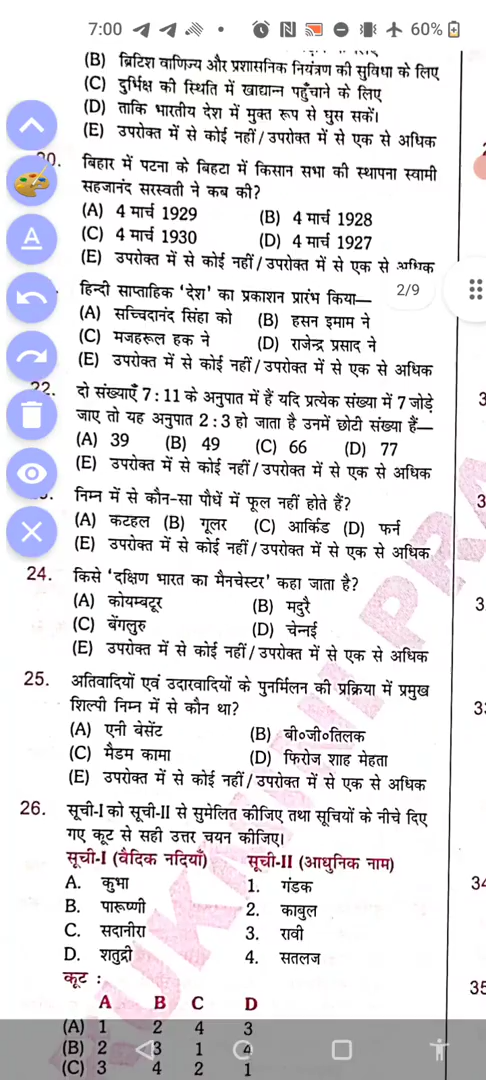 7:00
60%
(B) ब्रिटिश वाणिज्य और प्रशासनिक नियंत्रण की सुविधा के लिए
(C) दुर्भिक्ष की स्थिति में खाद्यान्न पहुँचाने के लिए
(D) ताकि भारतीय देश में मुक्त रूप से घुस सकें।
(E) उपरोक्त में से कोई नहीं/उपरोक्त में से एक से अधिक
20. बिहार में पटना के बिहटा में किसान सभा की स्थापना स्वामी
सहजानंद सरस्वती ने कब की?
(A) 4 मार्च 1929 (B) 4 मार्च 1928
(C) 4 मार्च 1930 (D) 4 मार्च 1927
(E) उपरोक्त में से कोई नहीं/उपरोक्त में से एक से अधिक
हिन्दी साप्ताहिक ‘देश’ का प्रकाशन प्रारंभ किया—
2/9
(A) सच्चिदानंद सिंहा को (B) हसन इमाम ने
(C) मजहरूल हक ने (D) राजेन्द्र प्रसाद ने
(E) उपरोक्त में से कोई नहीं/उपरोक्त में से एक से अधिक
22. दो संख्याएँ 7 : 11 के अनुपात में हैं यदि प्रत्येक संख्या में 7 जोड़े
जाए तो यह अनुपात 2 : 3 हो जाता है उनमें छोटी संख्या हैं—
(A) 39 (B) 49 (C) 66 (D) 77
(E) उपरोक्त में से कोई नहीं/उपरोक्त में से एक से अधिक
निम्न में से कौन-सा पौधें में फूल नहीं होते हैं?
(A) कटहल (B) गूलर (C) आर्किड (D) फर्न
(E) उपरोक्त में से कोई नहीं/उपरोक्त में से एक से अधिक
24. किसे ‘दक्षिण भारत का मैनचेस्टर’ कहा जाता है?
(A) कोयम्बटूर (B) मदुरै
(C) बेंगलुरु (D) चेन्नई
(E) उपरोक्त में से कोई नहीं/उपरोक्त में से एक से अधिक
25. अतिवादियों एवं उदारवादियों के पुनर्मिलन की प्रक्रिया में प्रमुख
शिल्पी निम्न में से कौन था?
(A) एनी बेसेंट (B) बी०जी०तिलक
(C) मैडम कामा (D) फिरोज शाह मेहता
(E) उपरोक्त में से कोई नहीं/उपरोक्त में से एक से अधिक
26. सूची-I को सूची-II से सुमेलित कीजिए तथा सूचियों के नीचे दिए
गए कूट से सही उत्तर चयन कीजिए।
सूची-I (वैदिक नदियाँ) सूची-II (आधुनिक नाम)
A. कुभा 1. गंडक
B. पारूष्णी 2. काबुल
C. सदानीरा 3. रावी
D. शतुद्री 4. सतलज
कूट :
A B C D
(A) 1 2 4 3
(B) 2 3 1 4
(C) 3 4 2 1
34
35